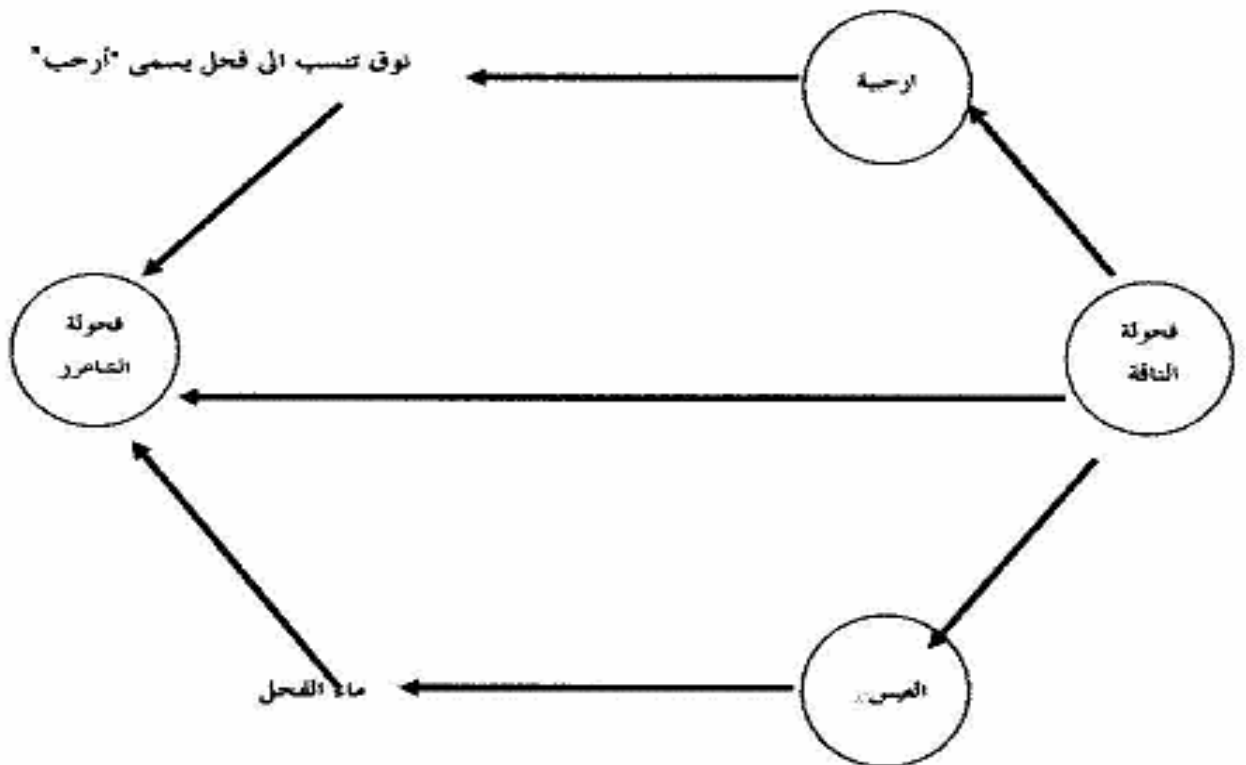 ارحبية
نوق تنسب الى فحل يسمى "أرحب"
فحولة
الناقة
فحولة
الشاعر
العيس
ماء الفحل